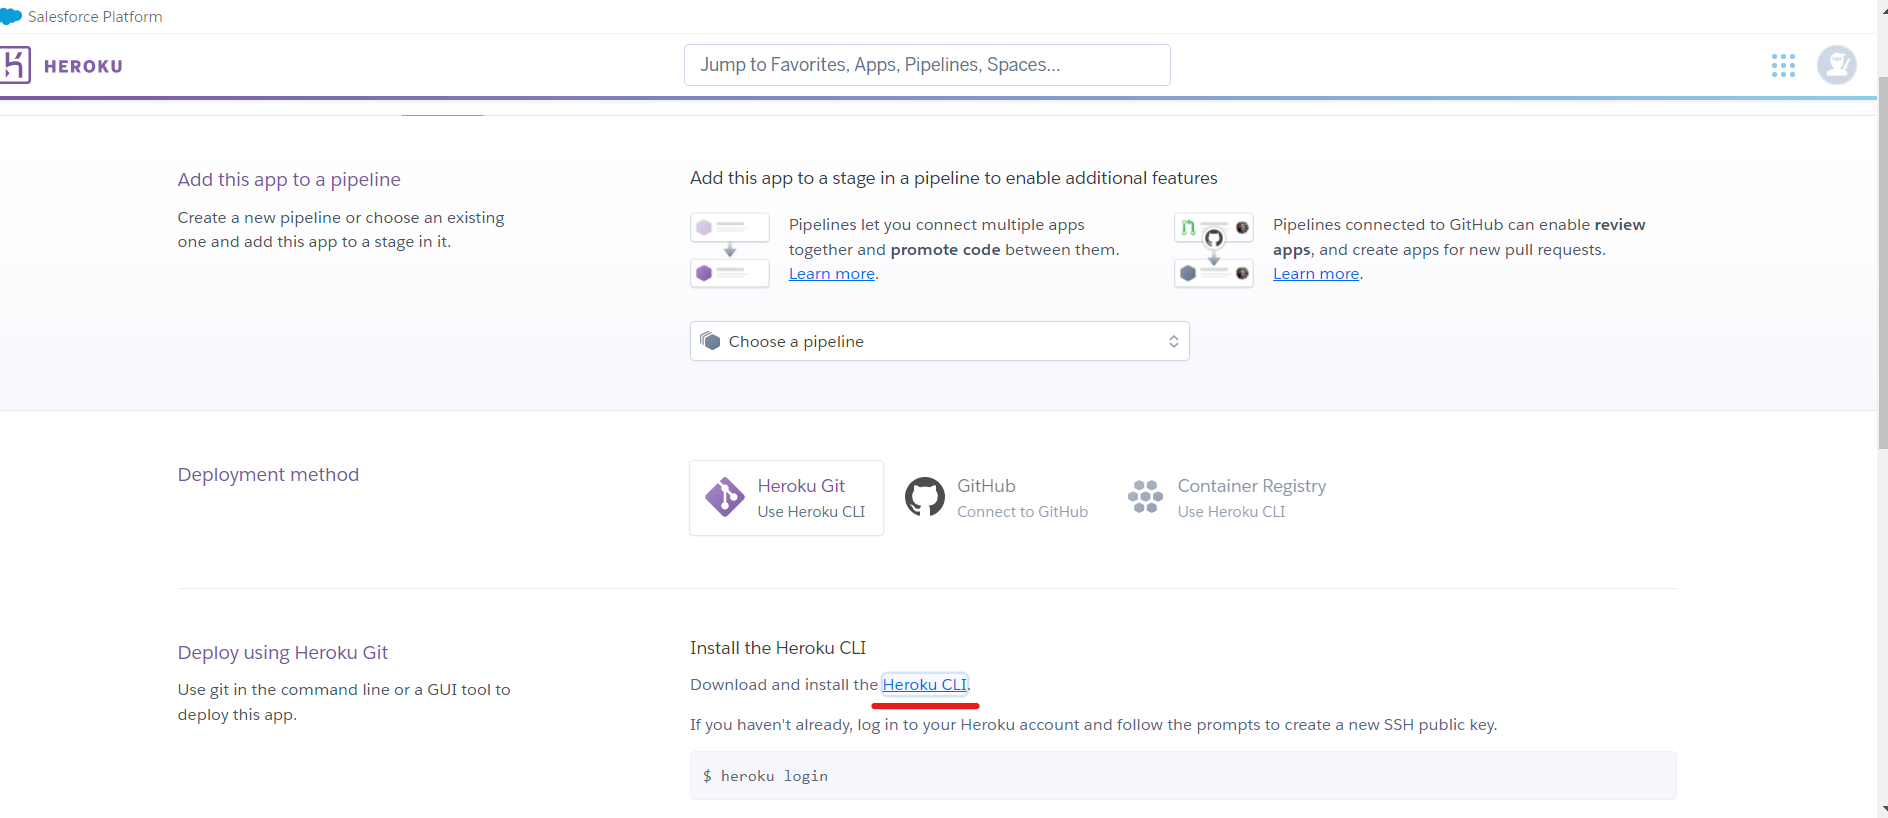 Salesforce Platform
HEROKU
Jump to Favorites, Apps, Pipelines, Spaces...
Add this app to a pipeline
Create a new pipeline or choose an existing
one and add this app to a stage in it.
Add this app to a stage in a pipeline to enable additional features
Pipelines let you connect multiple apps
together and promote code between them.
Learn more.
Pipelines connected to GitHub can enable review
apps, and create apps for new pull requests.
Learn more.
Choose a pipeline
Deployment method
Heroku Git
Use Heroku CLI
GitHub
Connect to GitHub
Container Registry
Use Heroku CLI
Deploy using Heroku Git
Use git in the command line or a GUI tool to
deploy this app.
Install the Heroku CLI
Download and install the Heroku CLI.
If you haven't already, log in to your Heroku account and follow the prompts to create a new SSH public key.
$ heroku login